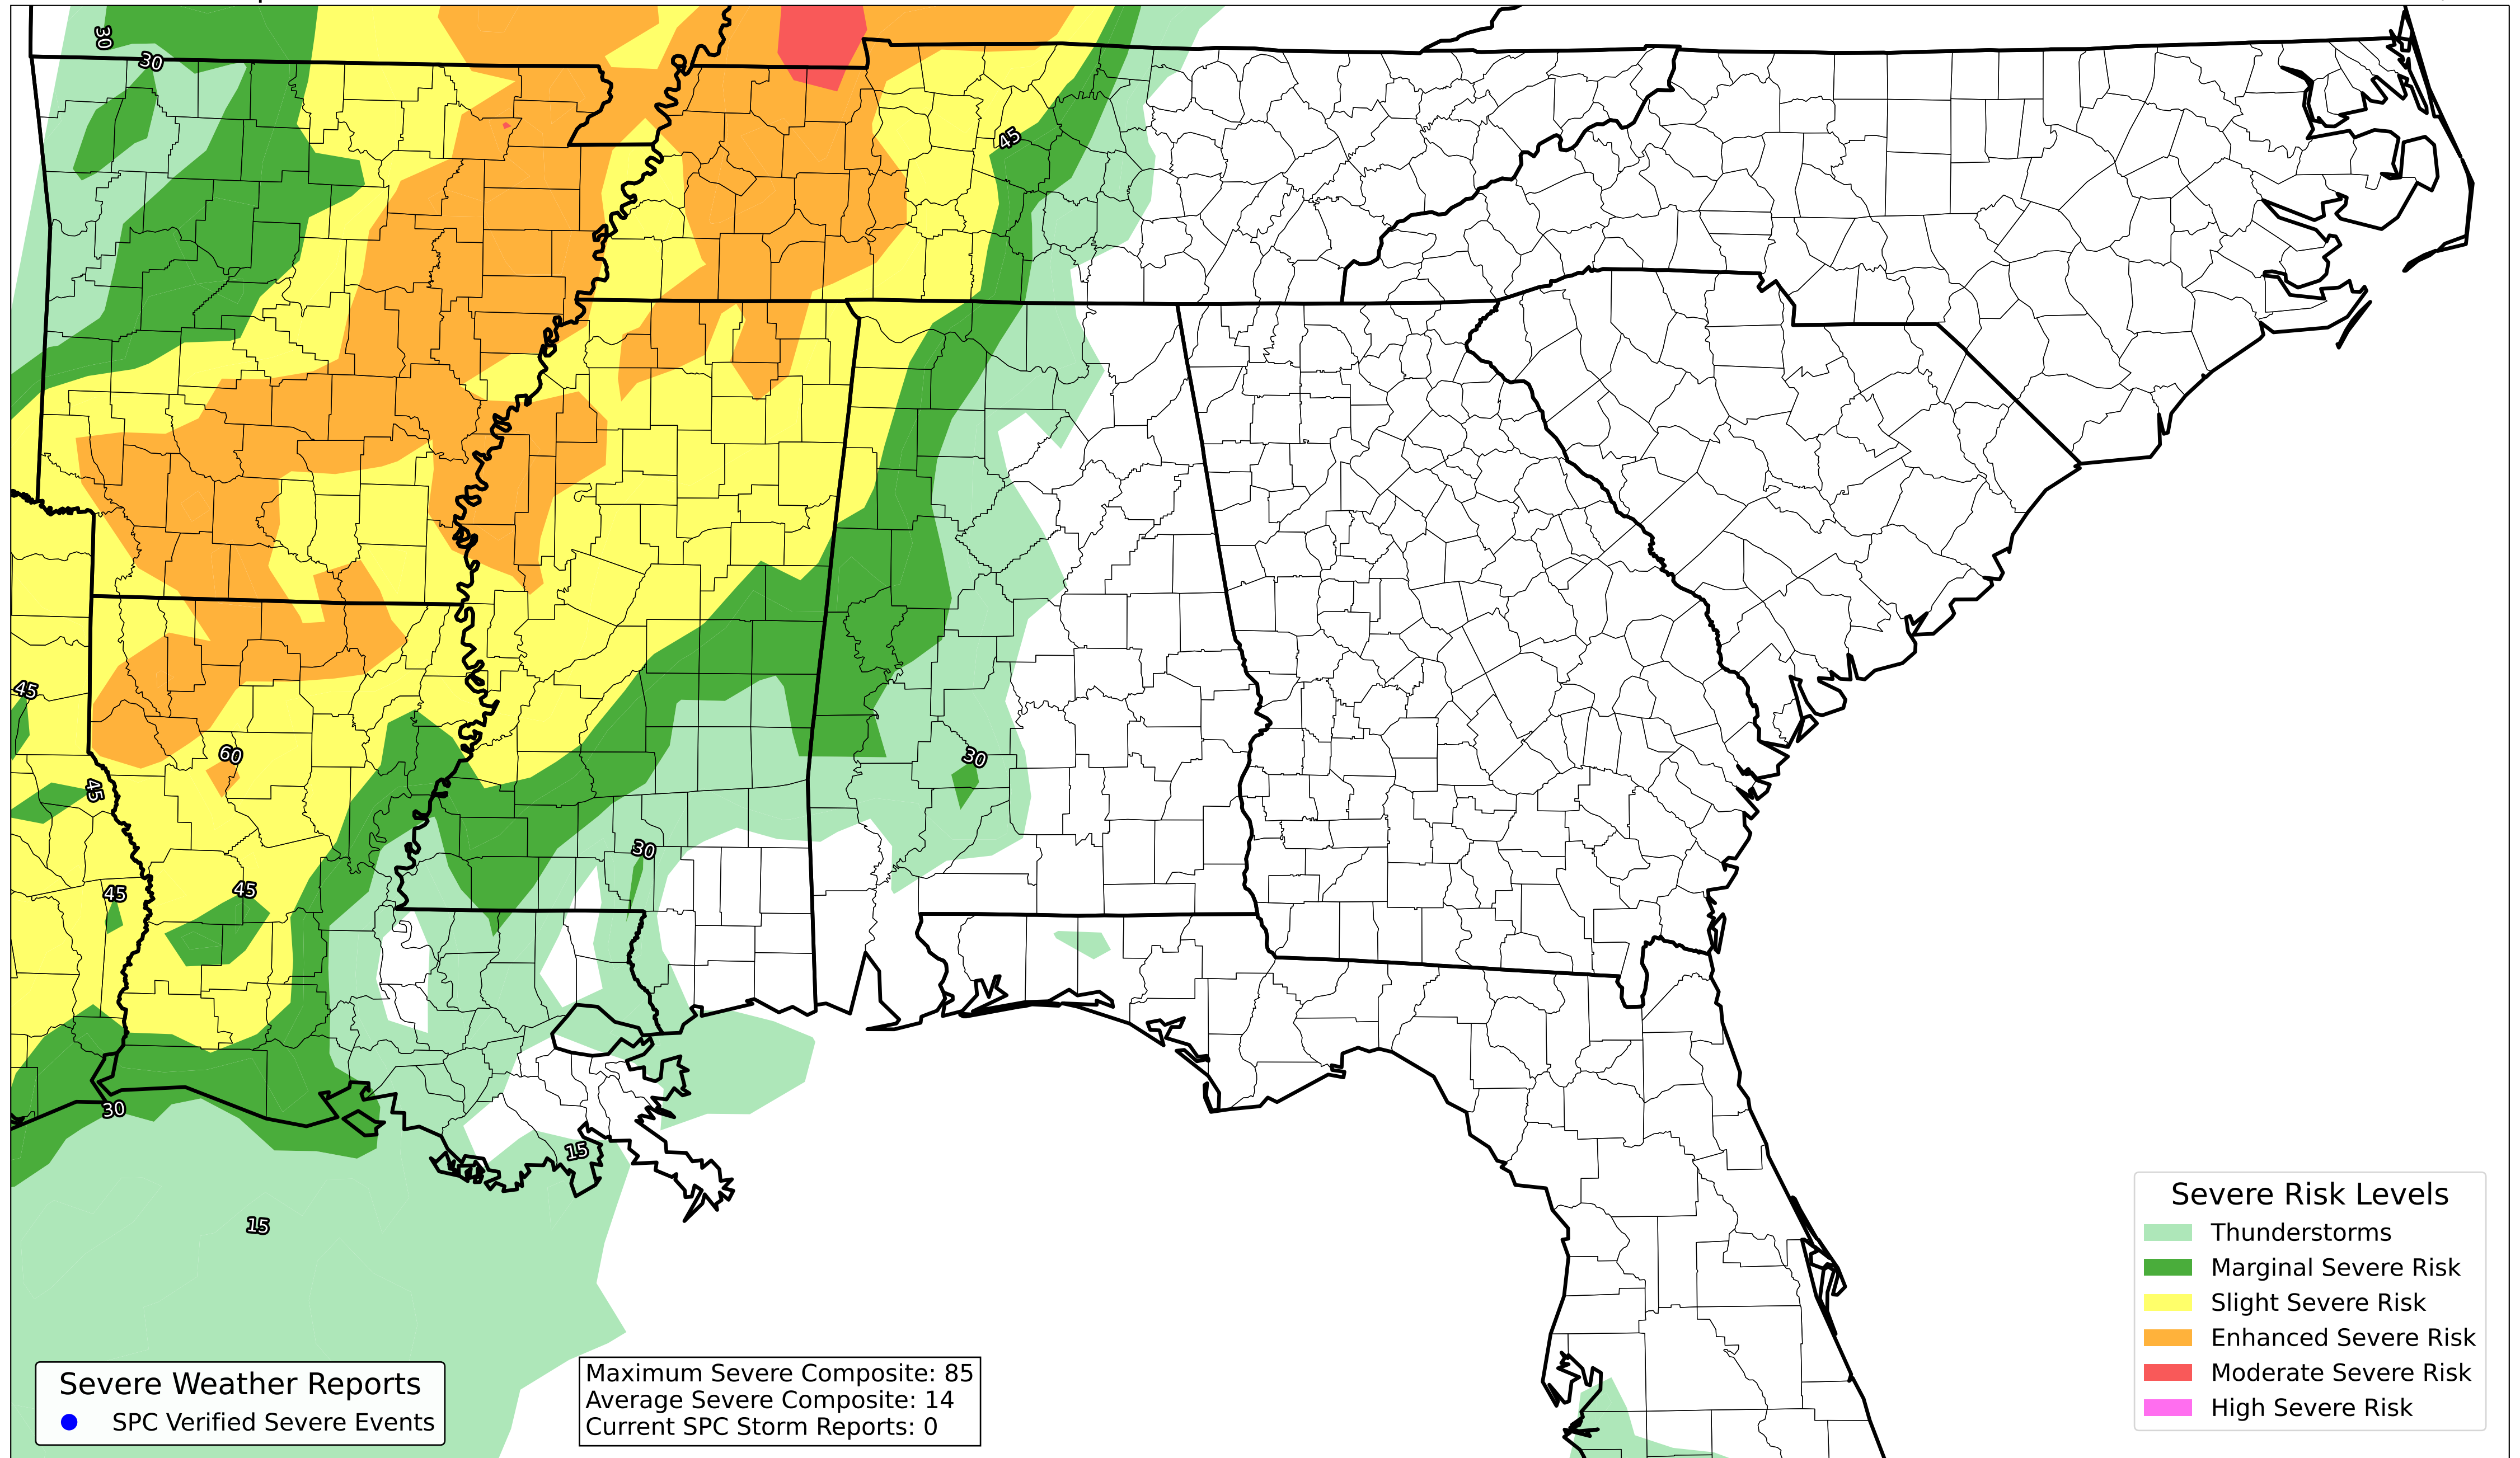 30
30
45
45
60
45
30
30
45
45
30
15
15
Severe Risk Levels
Thunderstorms
Marginal Severe Risk
Slight Severe Risk
Enhanced Severe Risk
Moderate Severe Risk
High Severe Risk
Severe Weather Reports
SPC Verified Severe Events
Maximum Severe Composite: 85
Average Severe Composite: 14
Current SPC Storm Reports: 0